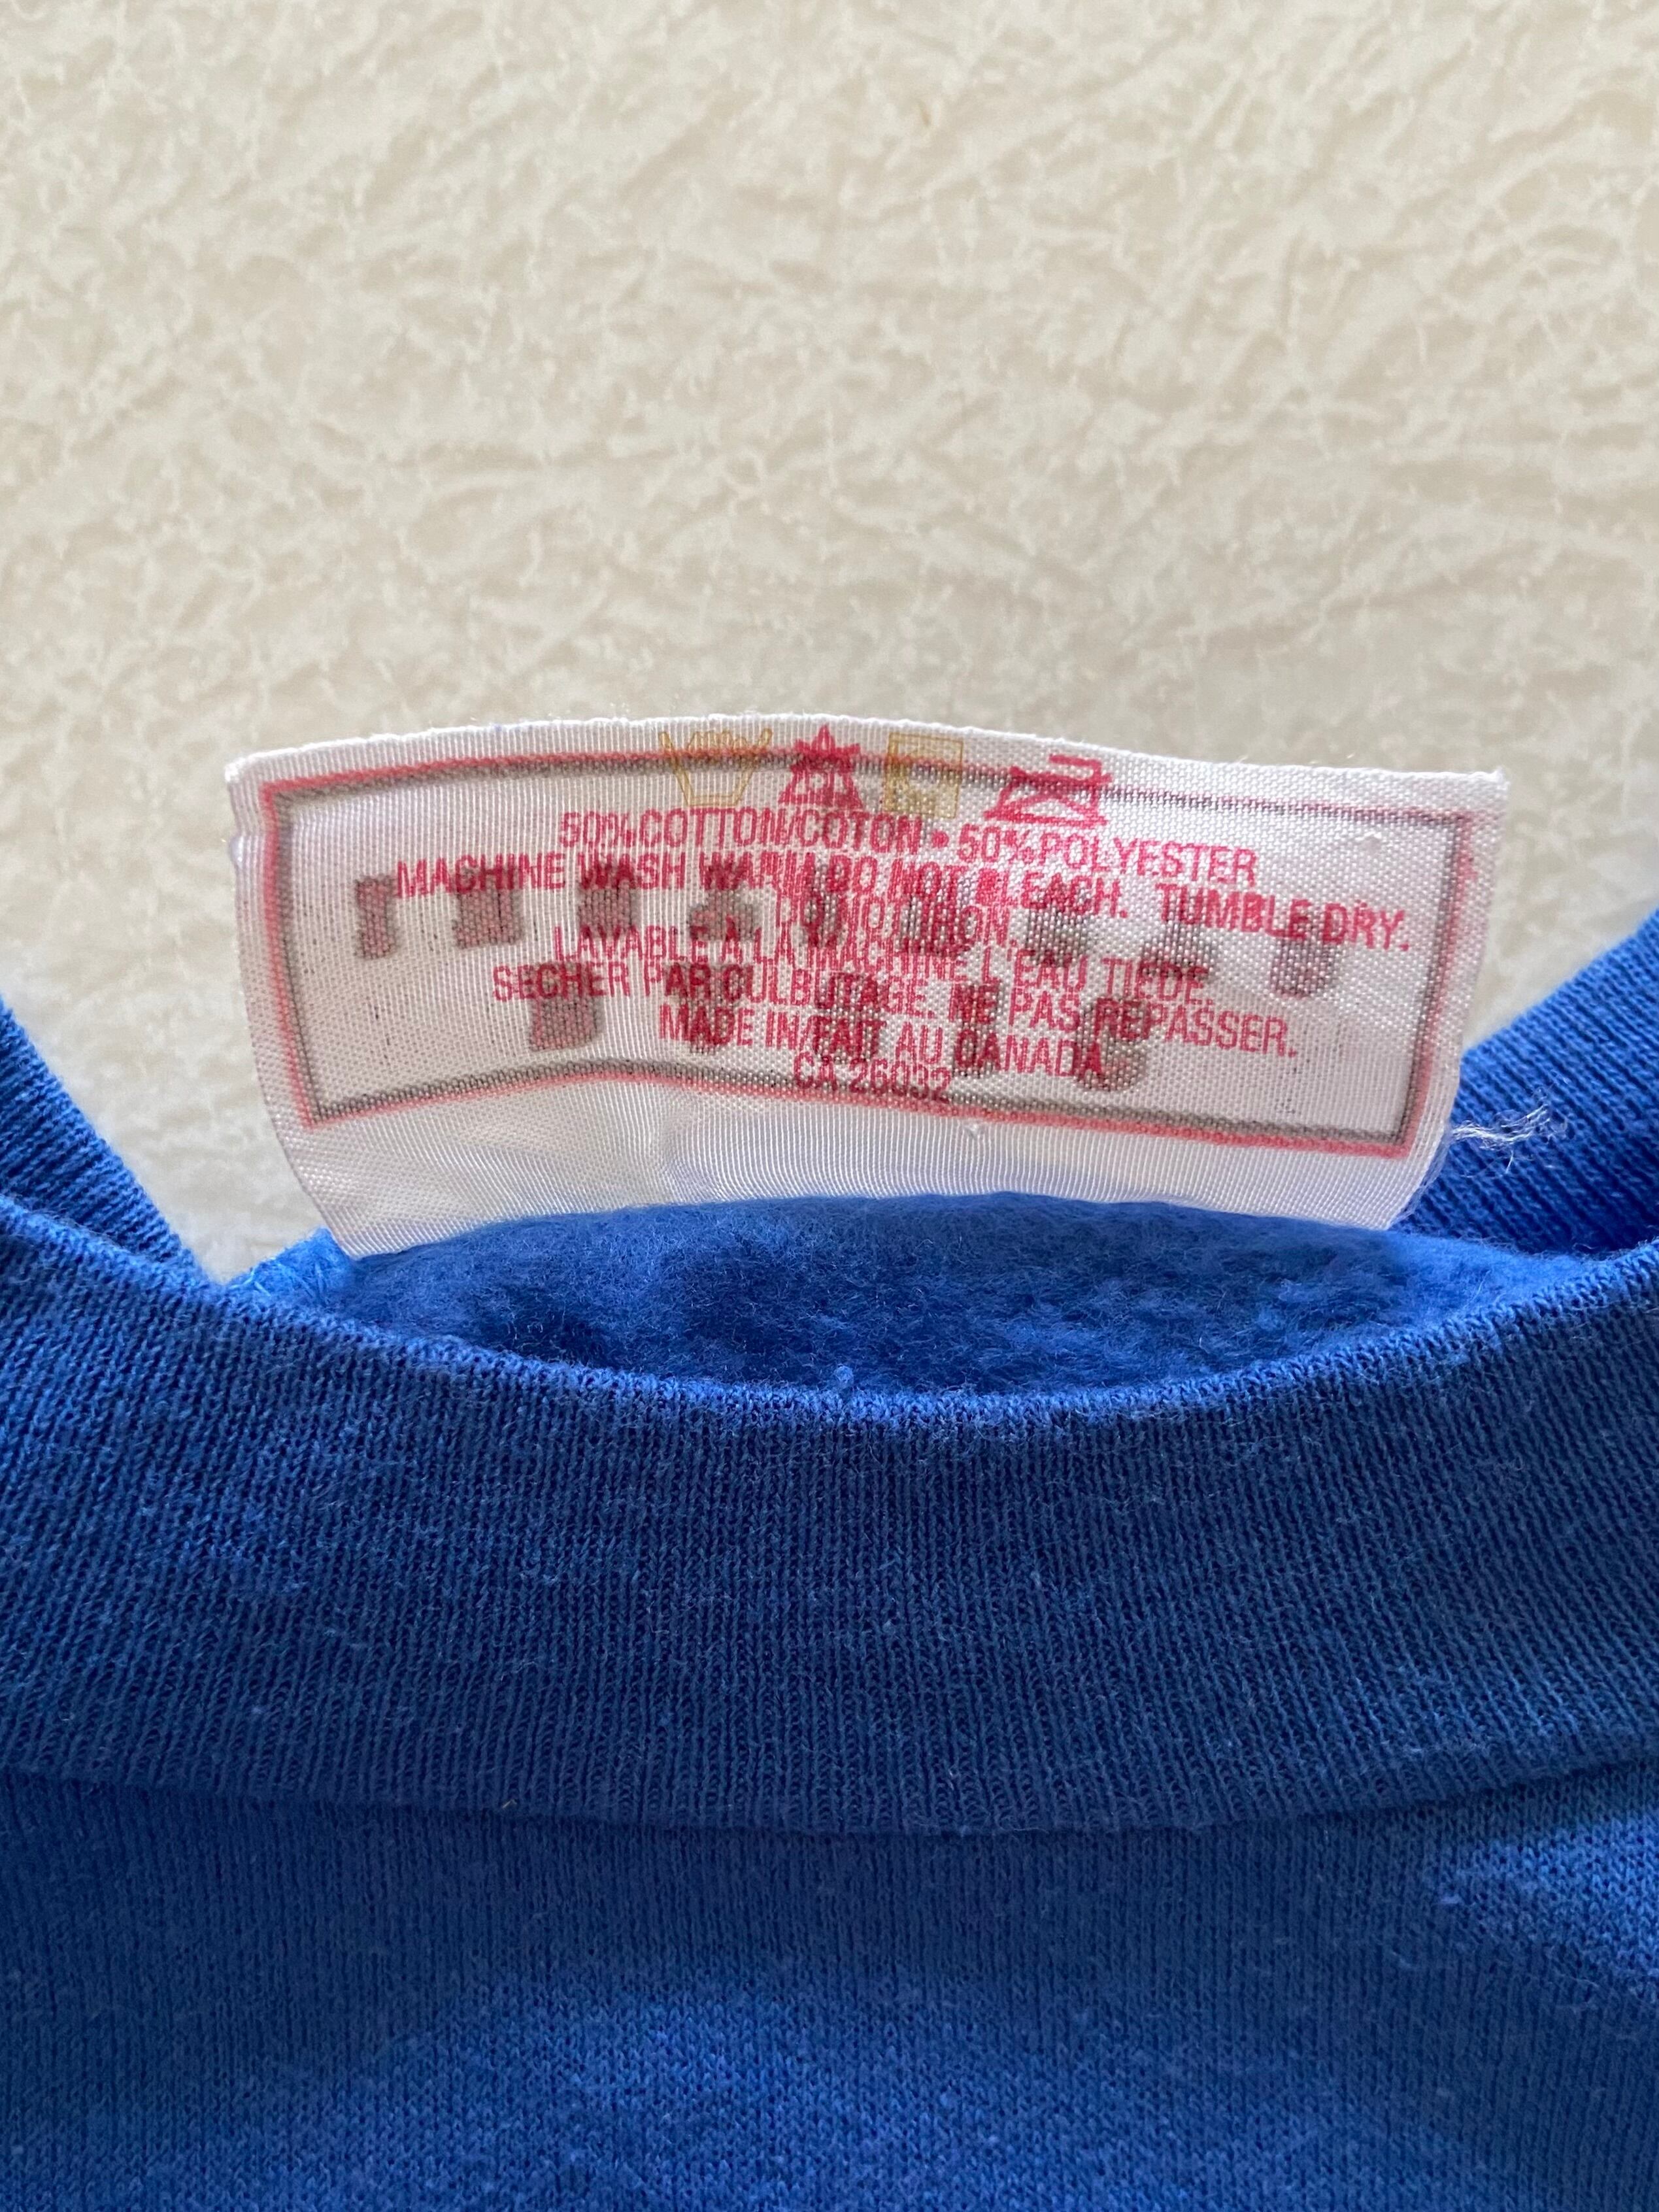 50%COTTON/COTON • 50%POLYESTER
MACHINE WASH WARM. DO NOT BLEACH. TUMBLE DRY.
DO NOT IRON.
LAVABLE A LA MACHINE L'EAU TIEDE.
SECHER PAR CULBUTAGE. NE PAS REPASSER.
MADE IN/FAIT AU CANADA
CA 26032